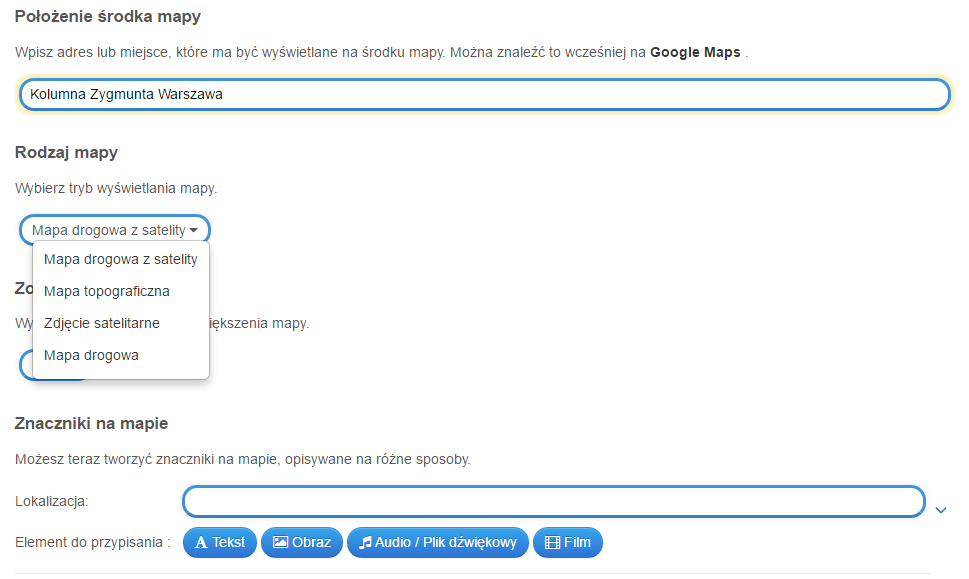 Położenie środka mapy
Wpisz adres lub miejsce, które ma być wyświetlane na środku mapy. Można znaleźć to wcześniej na Google Maps .
Kolumna Zygmunta Warszawa
Rodzaj mapy
Wybierz tryb wyświetlania mapy.
Mapa drogowa z satelity
Mapa drogowa z satelity
Mapa topograficzna
Zdjęcie satelitarne
mapy.
Mapa drogowa
Znaczniki na mapie
Możesz teraz tworzyć znaczniki na mapie, opisywane na różne sposoby.
Lokalizacja:
Element do przypisania :
Tekst
Obraz
Audio / Plik dźwiękowy
Film